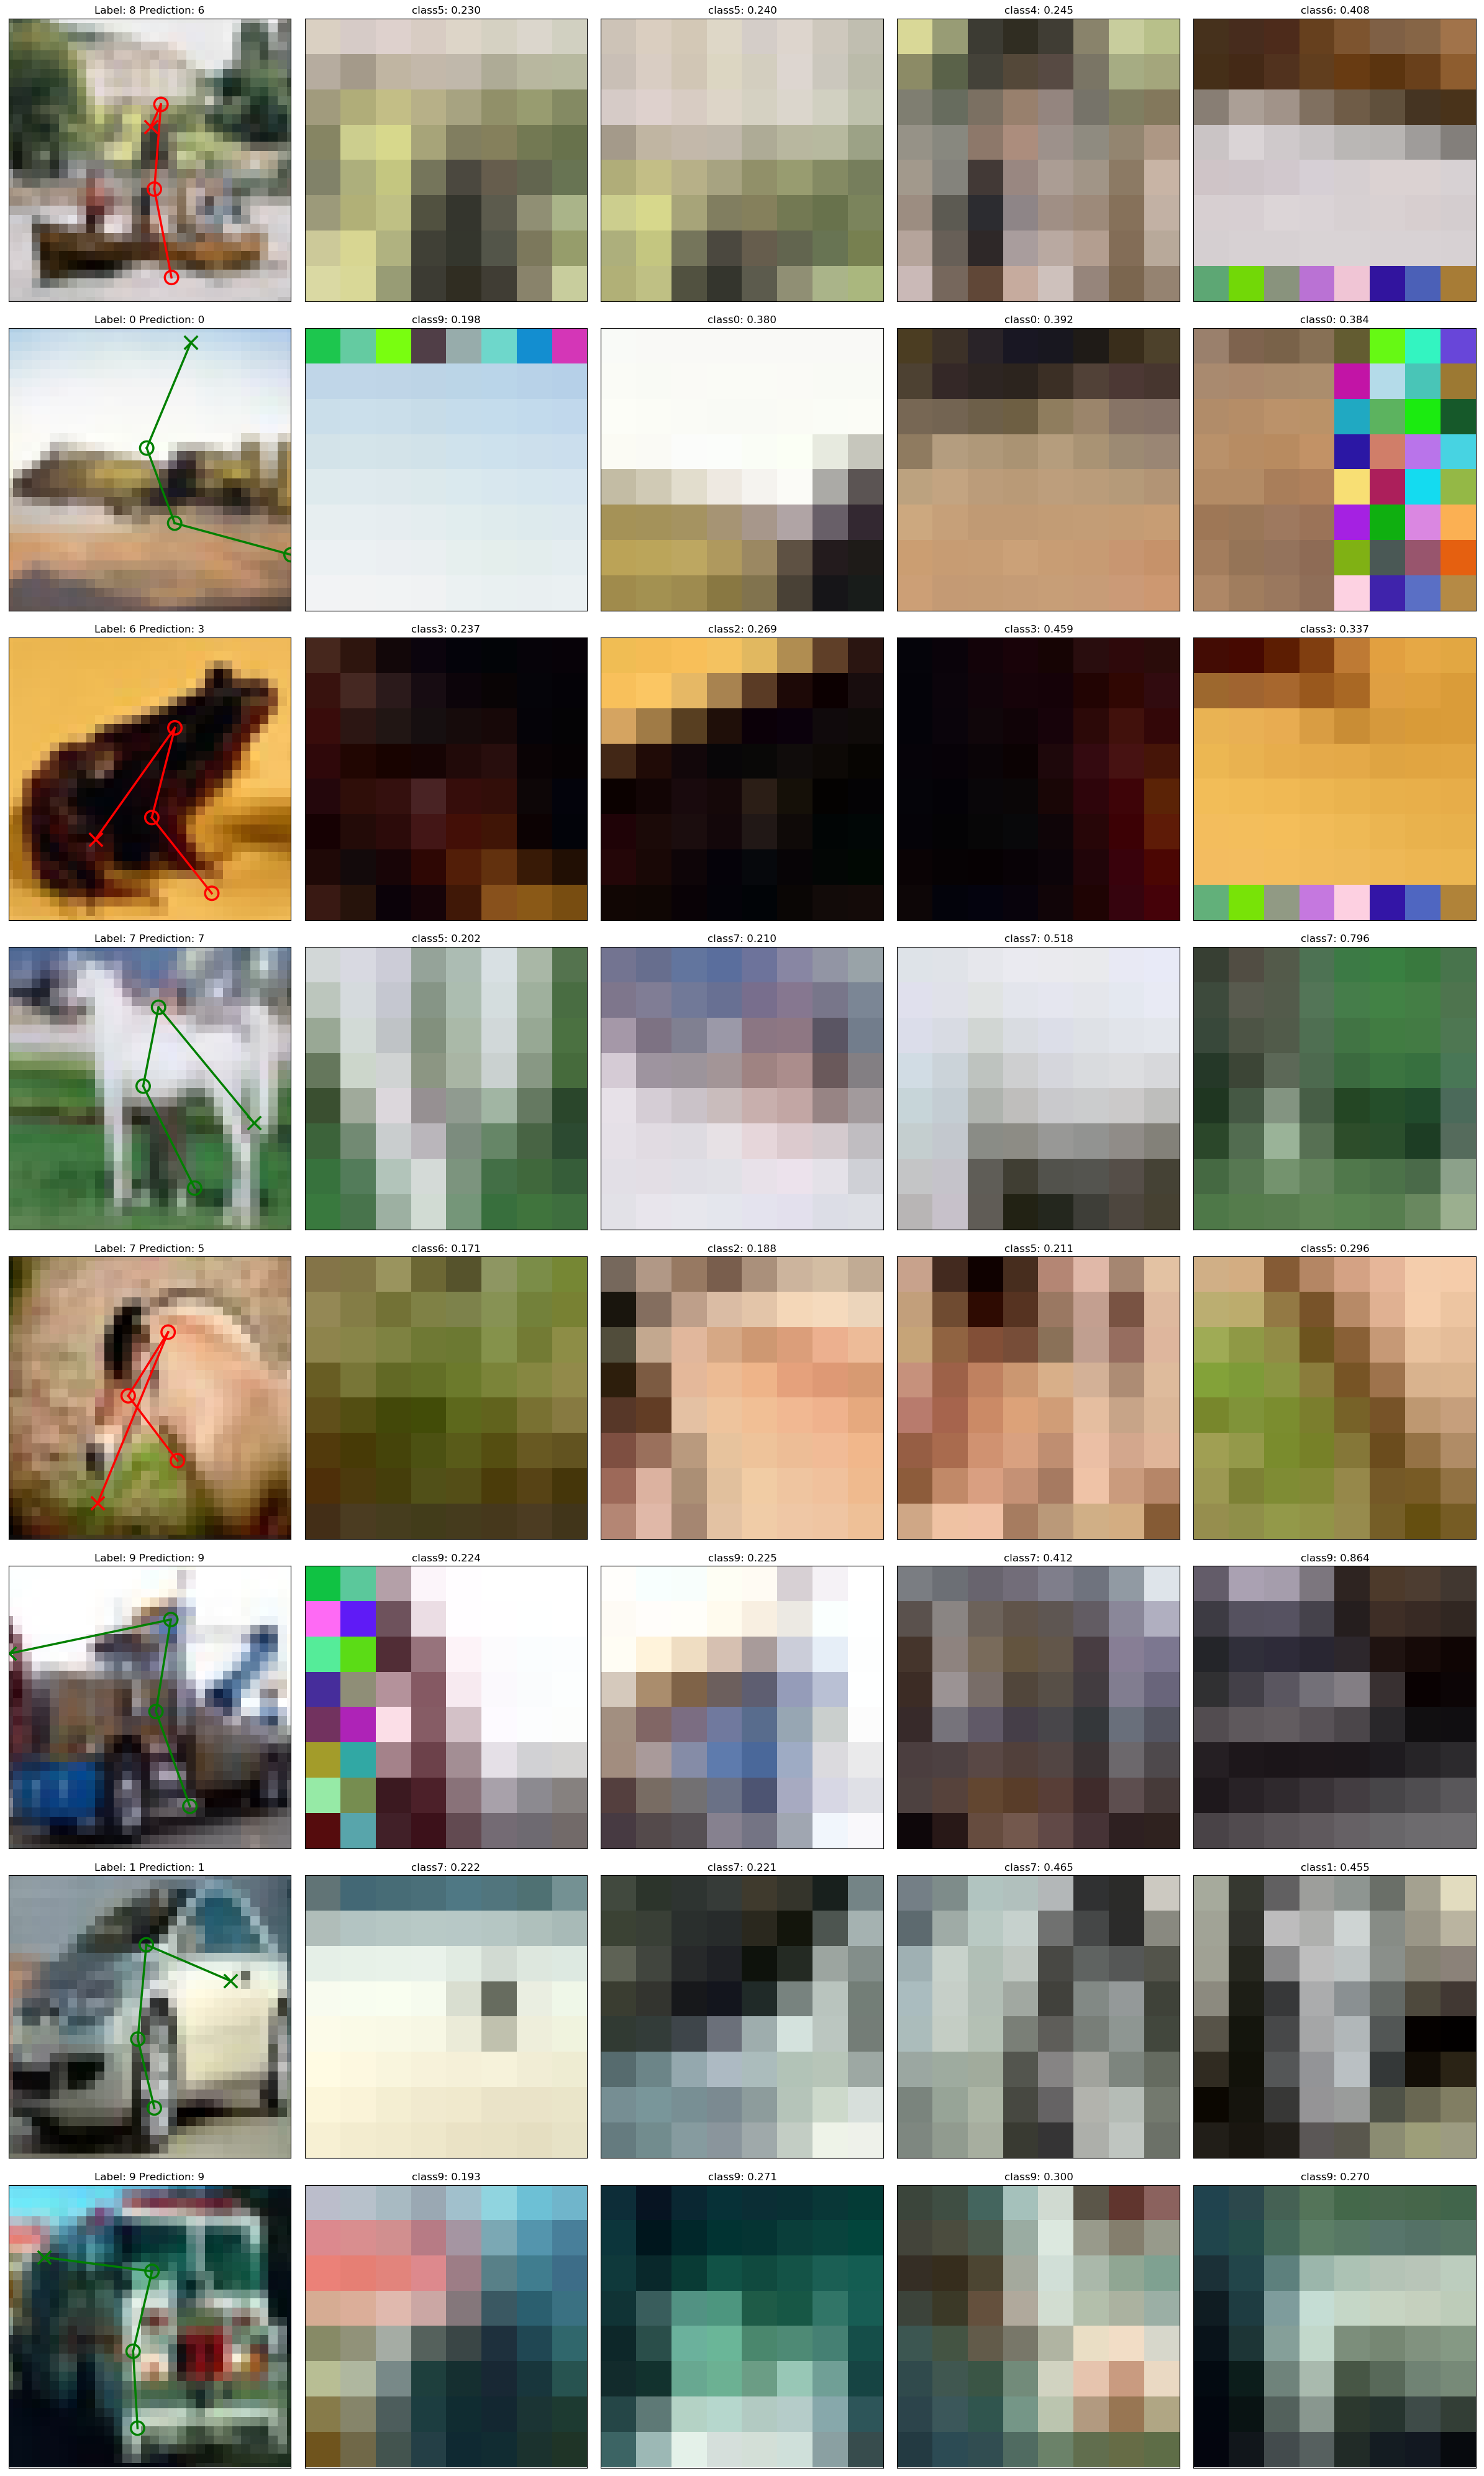 Label: 8 Prediction: 6
class5: 0.230
class5: 0.240
class4: 0.245
class6: 0.408
Label: 0 Prediction: 0
class9: 0.198
class0: 0.380
class0: 0.392
class0: 0.384
Label: 6 Prediction: 3
class3: 0.237
class2: 0.269
class3: 0.459
class3: 0.337
Label: 7 Prediction: 7
class5: 0.202
class7: 0.210
class7: 0.518
class7: 0.796
Label: 7 Prediction: 5
class6: 0.171
class2: 0.188
class5: 0.211
class5: 0.296
Label: 9 Prediction: 9
class9: 0.224
class9: 0.225
class7: 0.412
class9: 0.864
Label: 1 Prediction: 1
class7: 0.222
class7: 0.221
class7: 0.465
class1: 0.455
Label: 9 Prediction: 9
class9: 0.193
class9: 0.271
class9: 0.300
class9: 0.270